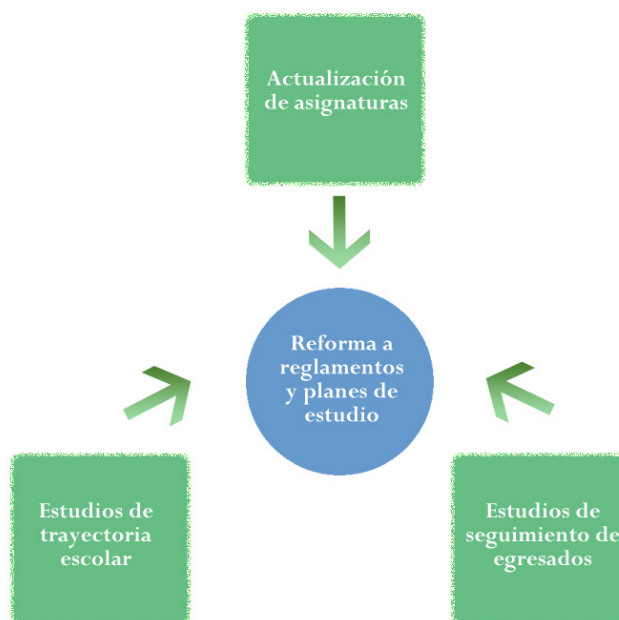 Actualización
de asignaturas
Reforma a
reglamentos
y planes de
estudio
Estudios de
trayectoria
escolar
Estudios de
seguimiento de
egresados